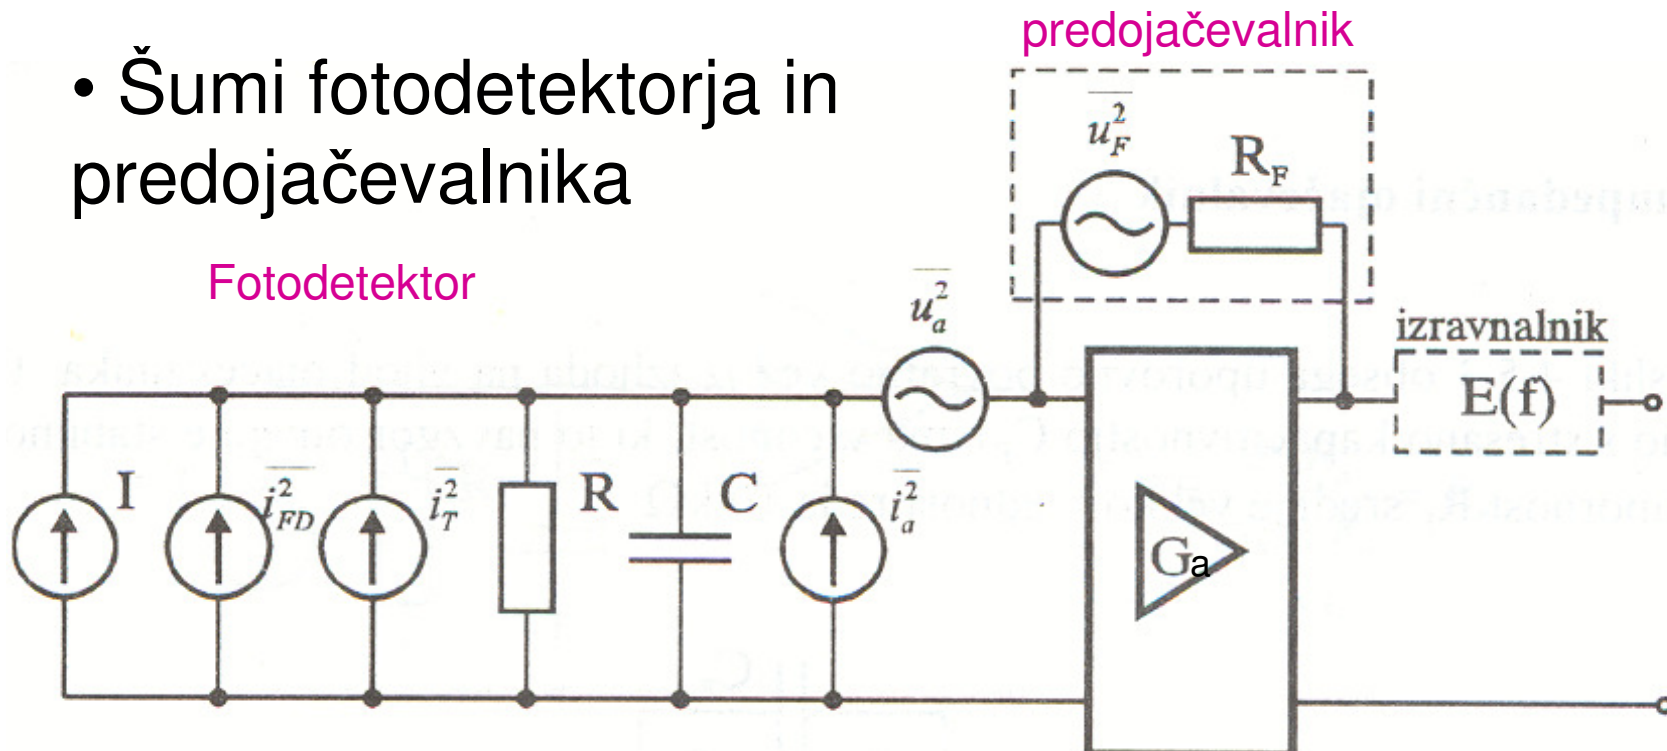 predojačevalnik
• Šumi fotodetektorja in
predojačevalnika
Fotodetektor
u_F^2
R_F
u_a^2
izravnalnik
E(f)
I
i_FD^2
i_T^2
R
C
i_a^2
G_a